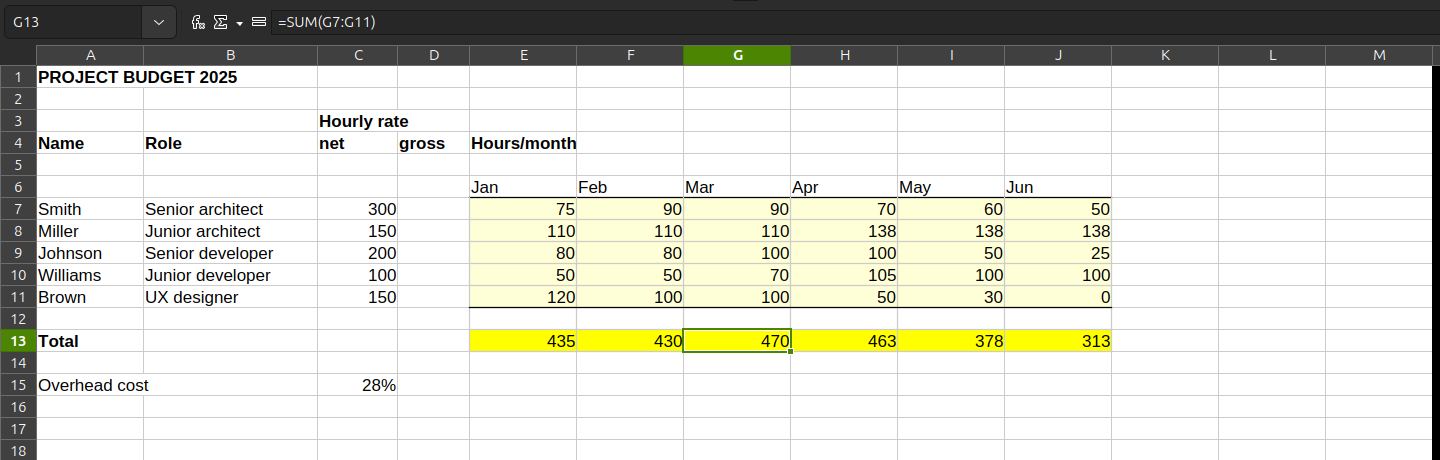 G13 =SUM(G7:G11)
A B C D E F G H I J K L M
1 PROJECT BUDGET 2025
2
3 Hourly rate
4 Name Role net gross Hours/month
5
6 Jan Feb Mar Apr May Jun
7 Smith Senior architect 300 75 90 90 70 60 50
8 Miller Junior architect 150 110 110 110 138 138 138
9 Johnson Senior developer 200 80 80 100 100 50 25
10 Williams Junior developer 100 50 50 70 105 100 100
11 Brown UX designer 150 120 100 100 50 30 0
12
13 Total 435 430 470 463 378 313
14
15 Overhead cost 28%
16
17
18